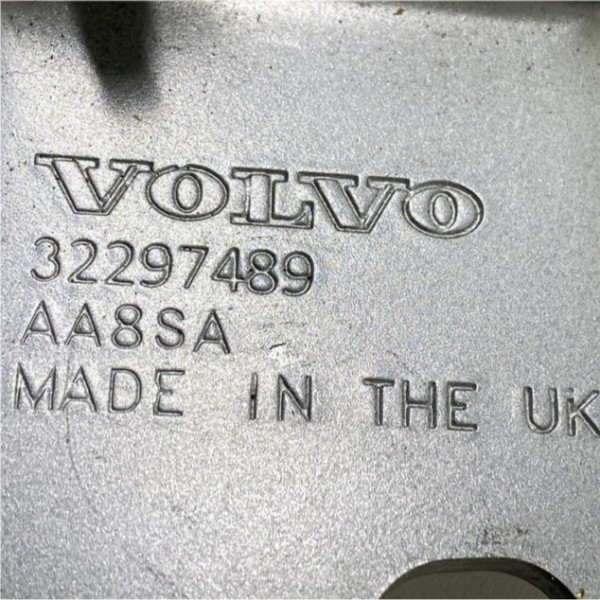 VOLVO
32297489
AA8SA
MADE IN THE UK